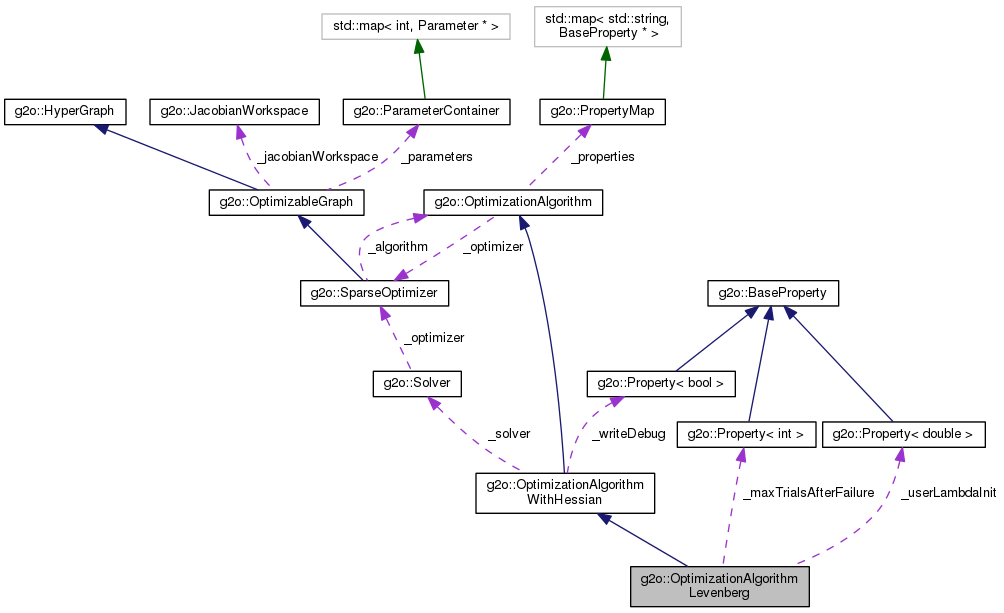 std::map< int, Parameter * >
std::map< std::string,
BaseProperty * >
g2o::HyperGraph
g2o::JacobianWorkspace
g2o::ParameterContainer
g2o::PropertyMap
_jacobianWorkspace
_parameters
_properties
g2o::OptimizableGraph
g2o::OptimizationAlgorithm
_algorithm
_optimizer
g2o::SparseOptimizer
g2o::BaseProperty
_optimizer
g2o::Solver
g2o::Property< bool >
_solver
_writeDebug
g2o::Property< int >
g2o::Property< double >
g2o::OptimizationAlgorithm
WithHessian
_maxTrialsAfterFailure
_userLambdaInit
g2o::OptimizationAlgorithm
Levenberg